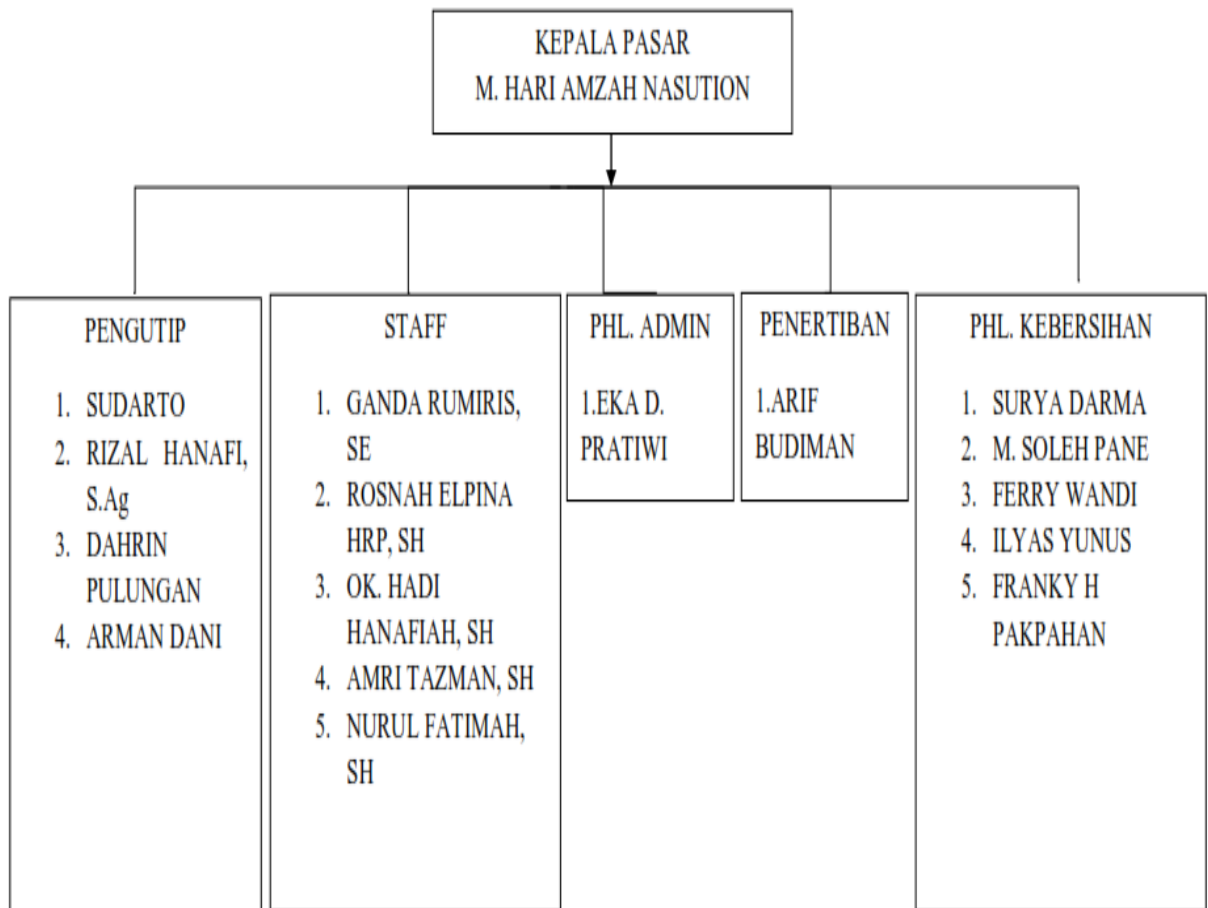 KEPALA PASAR
M. HARI AMZAH NASUTION
PENGUTIP
1. SUDARTO
2. RIZAL HANAFI,
S.Ag
3. DAHRIN
PULUNGAN
4. ARMAN DANI
STAFF
1. GANDA RUMIRIS,
SE
2. ROSNAH ELPINA
HRP, SH
3. OK. HADI
HANAFIAH, SH
4. AMRI TAZMAN, SH
5. NURUL FATIMAH,
SH
PHL. ADMIN
1.EKA D.
PRATIWI
PENERTIBAN
1.ARIF
BUDIMAN
PHL. KEBERSIHAN
1. SURYA DARMA
2. M. SOLEH PANE
3. FERRY WANDI
4. ILYAS YUNUS
5. FRANKY H
PAKPAHAN